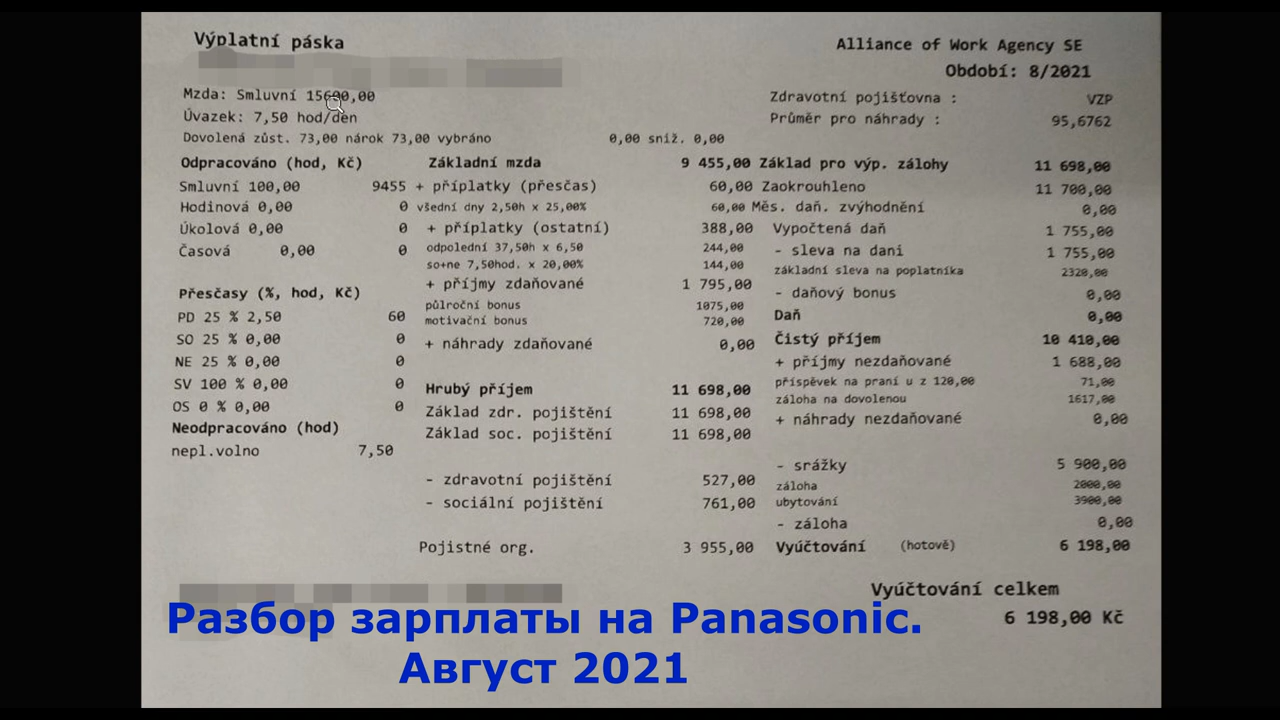 Výplatní páska
Alliance of Work Agency SE
Období: 8/2021
Mzda: Smluvní 15600,00
Úvazek: 7,50 hod/den
Dovolená zůst. 73,00 nárok 73,00 vybráno 0,00 sníž. 0,00
Zdravotní pojišťovna : VZP
Průměr pro náhrady : 95,6762
Odpracováno (hod, Kč)
Smluvní 100,00 9455
Hodinová 0,00 0
Úkolová 0,00 0
Časová 0,00 0
Přesčasy (%, hod, Kč)
PD 25 % 2,50 60
SO 25 % 0,00 0
NE 25 % 0,00 0
SV 100 % 0,00 0
OS 0 % 0,00 0
Neodpracováno (hod)
nepl.volno 7,50
Základní mzda 9 455,00
+ příplatky (přesčas) 60,00
všední dny 2,50h x 25,00% 60,00
+ příplatky (ostatní) 388,00
odpolední 37,50h x 6,50 244,00
so+ne 7,50hod. x 20,00% 144,00
+ příjmy zdaňované 1 795,00
půlroční bonus 1075,00
motivační bonus 720,00
+ náhrady zdaňované 0,00
Hrubý příjem 11 698,00
Základ zdr. pojištění 11 698,00
Základ soc. pojištění 11 698,00
- zdravotní pojištění 527,00
- sociální pojištění 761,00
Pojistné org. 3 955,00
Základ pro výp. zálohy 11 698,00
Zaokrouhleno 11 700,00
Měs. daň. zvýhodnění 0,00
Vypočtená daň 1 755,00
- sleva na dani 1 755,00
základní sleva na poplatníka 2320,00
- daňový bonus 0,00
Daň 0,00
Čistý příjem 10 410,00
+ příjmy nezdaňované 1 688,00
příspěvek na praní u z 120,00 71,00
záloha na dovolenou 1617,00
+ náhrady nezdaňované 0,00
- srážky 5 900,00
záloha 2000,00
ubytování 3900,00
- záloha 0,00
Vyúčtování (hotově) 6 198,00
Vyúčtování celkem
6 198,00 Kč
Разбор зарплаты на Panasonic.
Август 2021